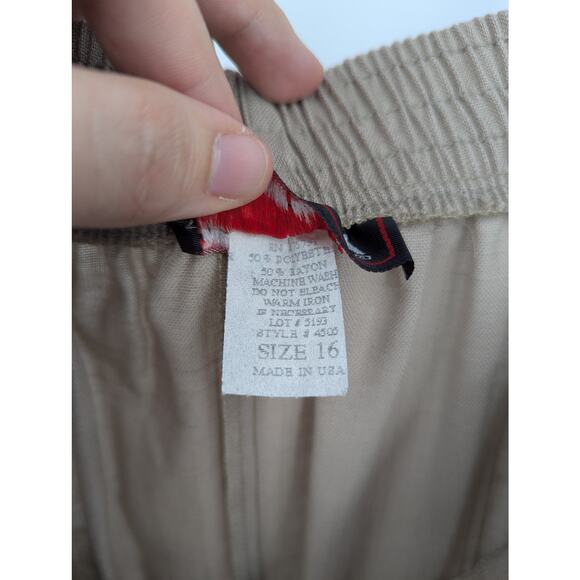 50% POLYESTER
50% RAYON
MACHINE WASH
DO NOT BLEACH
WARM IRON
IF NECESSARY
LOT # 5193
STYLE # 4505
SIZE 16
MADE IN USA